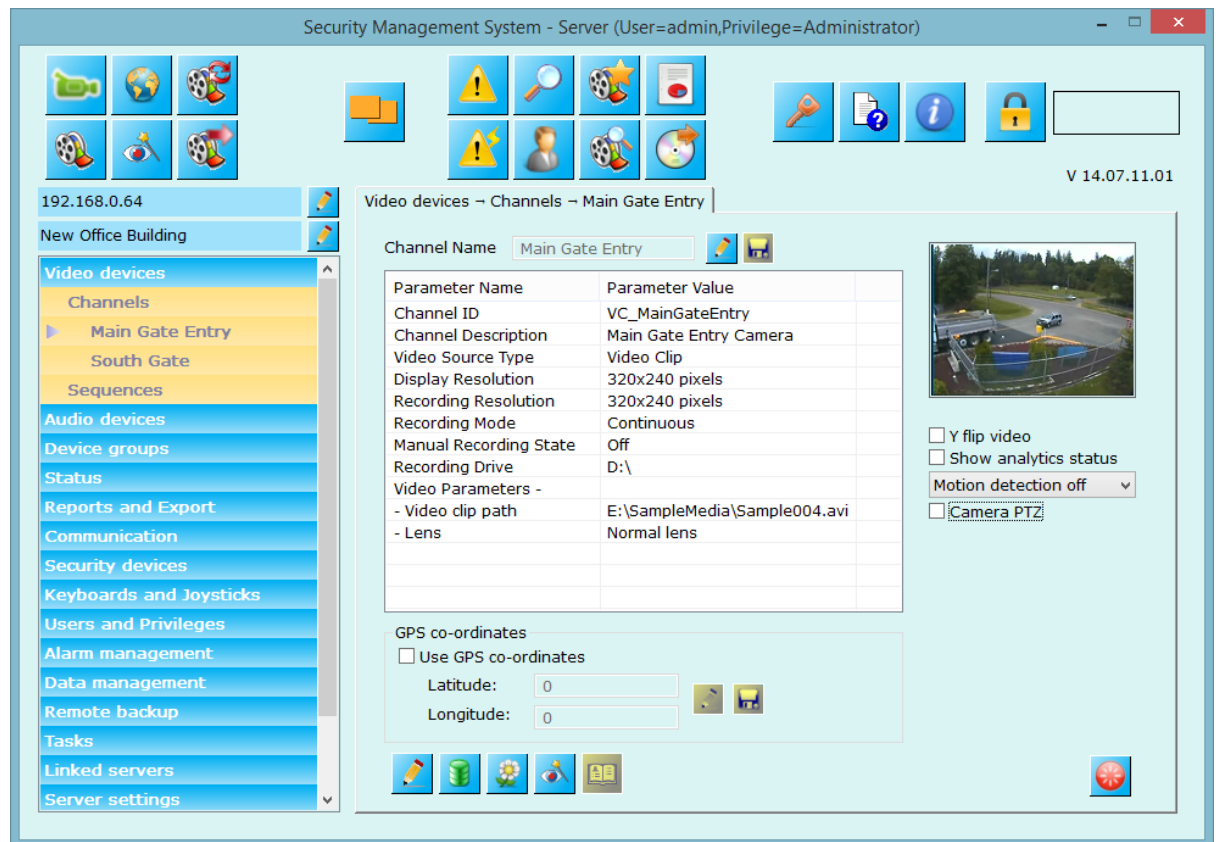 Security Management System - Server (User=admin,Privilege=Administrator)
V 14.07.11.01
192.168.0.64
New Office Building
Video devices
Channels
Main Gate Entry
South Gate
Sequences
Audio devices
Device groups
Status
Reports and Export
Communication
Security devices
Keyboards and Joysticks
Users and Privileges
Alarm management
Data management
Remote backup
Tasks
Linked servers
Server settings
Video devices → Channels → Main Gate Entry
Channel Name Main Gate Entry
Parameter Name Parameter Value
Channel ID VC_MainGateEntry
Channel Description Main Gate Entry Camera
Video Source Type Video Clip
Display Resolution 320x240 pixels
Recording Resolution 320x240 pixels
Recording Mode Continuous
Manual Recording State Off
Recording Drive D:\
Video Parameters -
- Video clip path E:\SampleMedia\Sample004.avi
- Lens Normal lens
GPS co-ordinates
Use GPS co-ordinates
Latitude: 0
Longitude: 0
Y flip video
Show analytics status
Motion detection off
Camera PTZ